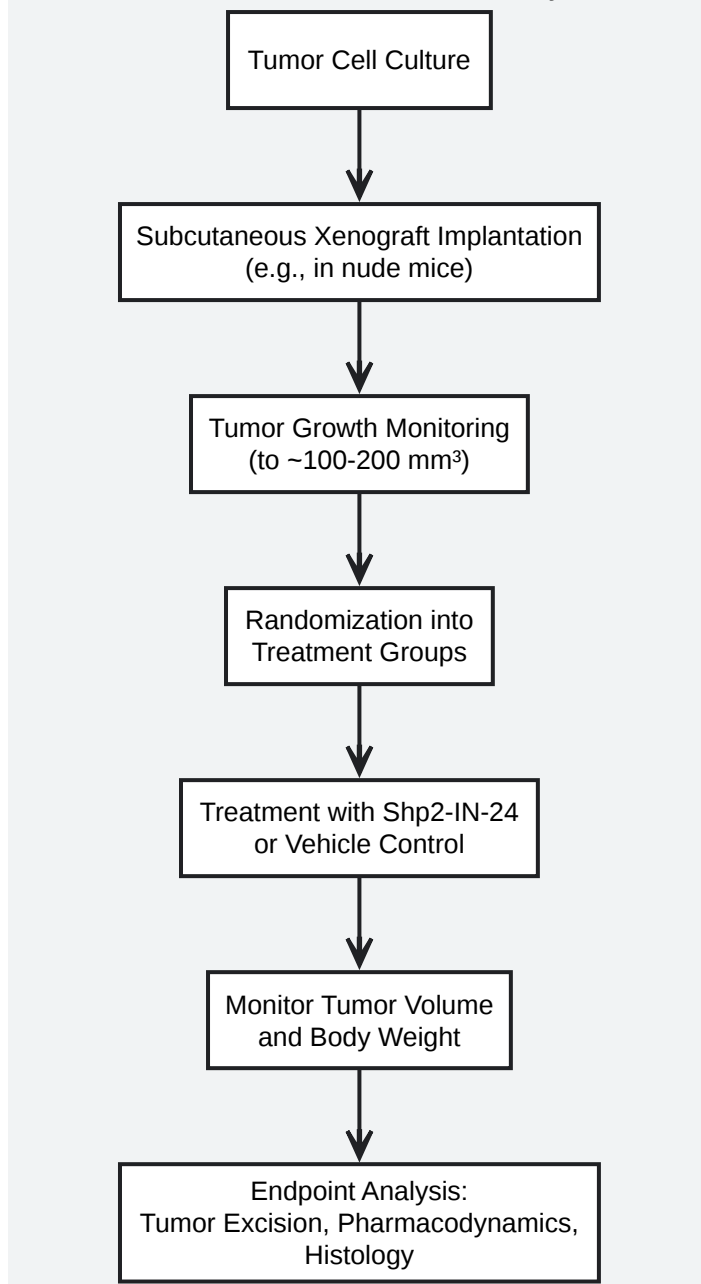 Tumor Cell Culture
Subcutaneous Xenograft Implantation
(e.g., in nude mice)
Tumor Growth Monitoring
(to ~100-200 mm³)
Randomization into
Treatment Groups
Treatment with Shp2-IN-24
or Vehicle Control
Monitor Tumor Volume
and Body Weight
Endpoint Analysis:
Tumor Excision, Pharmacodynamics,
Histology